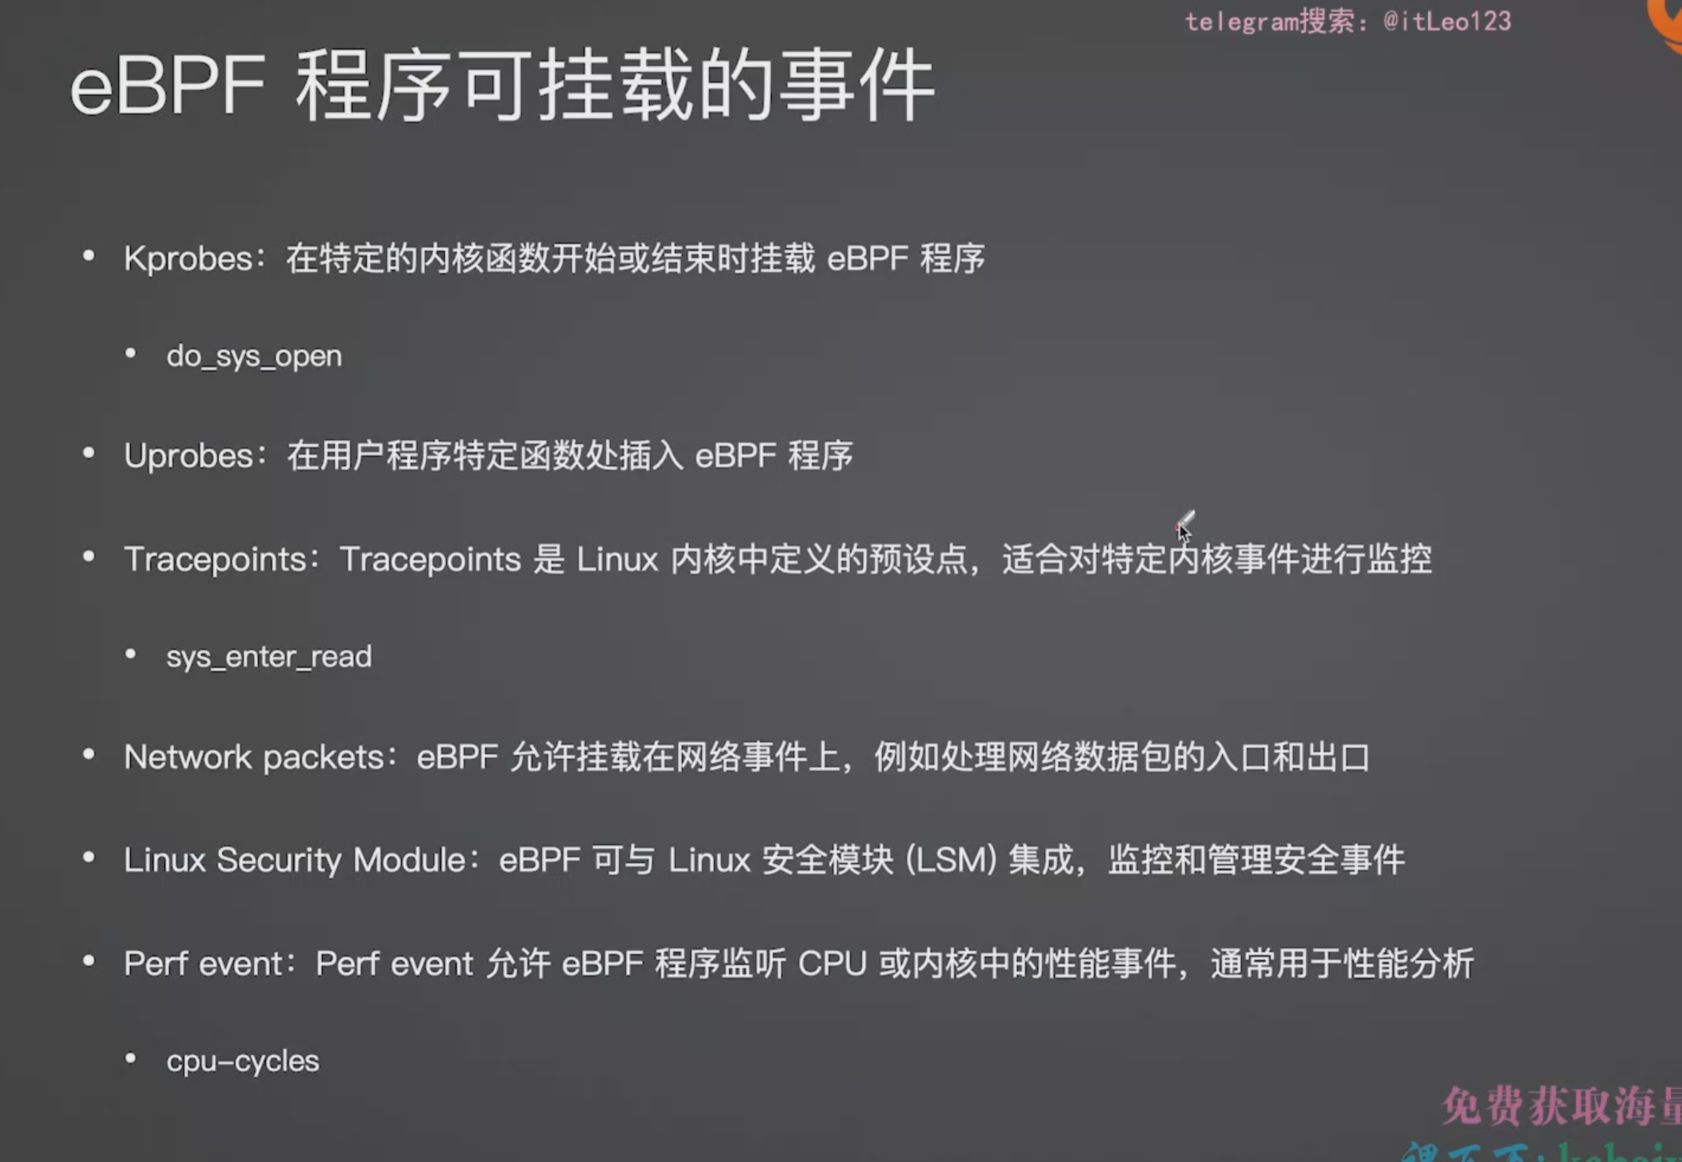 telegram搜索：@itLeo123
eBPF 程序可挂载的事件
• Kprobes：在特定的内核函数开始或结束时挂载 eBPF 程序
• do_sys_open
• Uprobes：在用户程序特定函数处插入 eBPF 程序
• Tracepoints：Tracepoints 是 Linux 内核中定义的预设点，适合对特定内核事件进行监控
• sys_enter_read
• Network packets：eBPF 允许挂载在网络事件上，例如处理网络数据包的入口和出口
• Linux Security Module：eBPF 可与 Linux 安全模块 (LSM) 集成，监控和管理安全事件
• Perf event：Perf event 允许 eBPF 程序监听 CPU 或内核中的性能事件，通常用于性能分析
• cpu-cycles
免费获取海量